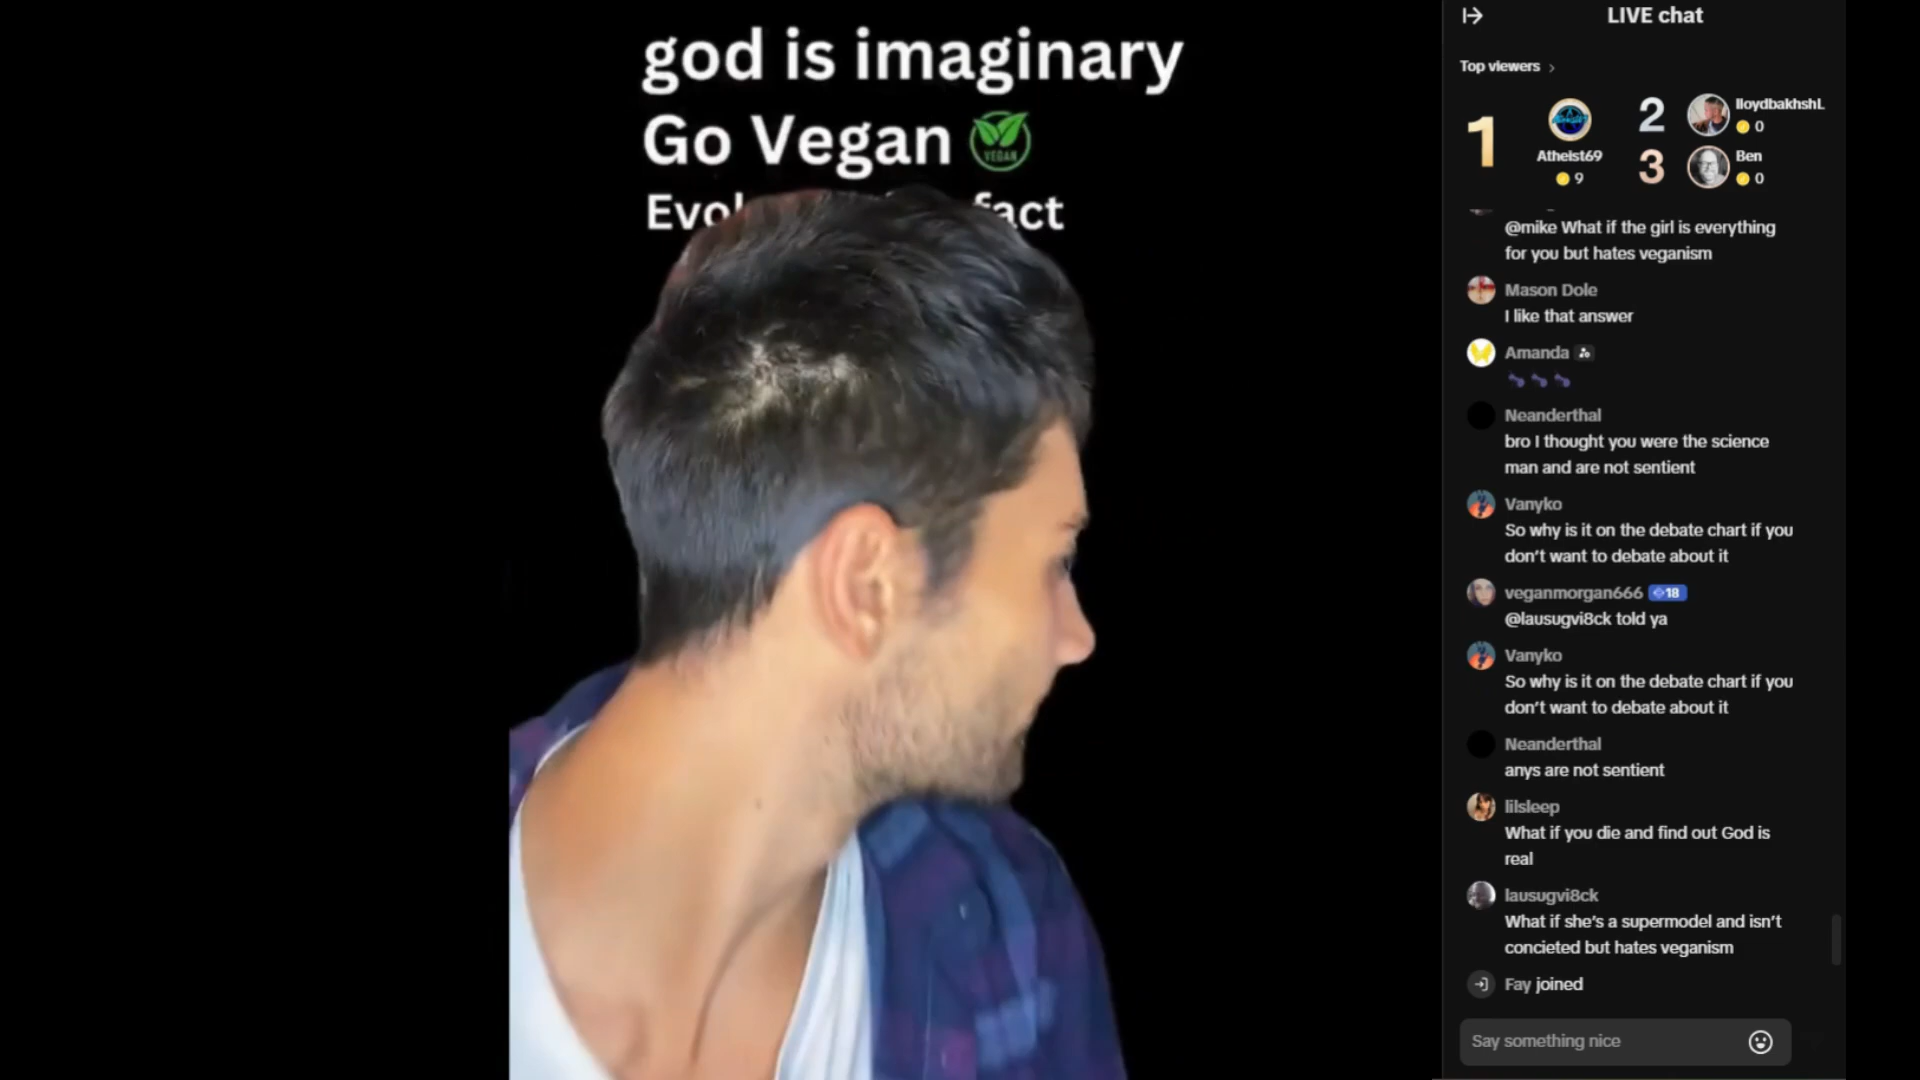 god is imaginary
Go Vegan
VEGAN
Evol fact
LIVE chat
Top viewers
1
Atheist69
9
2
lloydbakhshL
0
3
Ben
0
@mike What if the girl is everything
for you but hates veganism
Mason Dole
I like that answer
Amanda
Neanderthal
bro I thought you were the science
man and are not sentient
Vanyko
So why is it on the debate chart if you
don't want to debate about it
veganmorgan666 18
@lausugvi8ck told ya
Vanyko
So why is it on the debate chart if you
don't want to debate about it
Neanderthal
anys are not sentient
lilsleep
What if you die and find out God is
real
lausugvi8ck
What if she's a supermodel and isn't
concieted but hates veganism
Fay joined
Say something nice